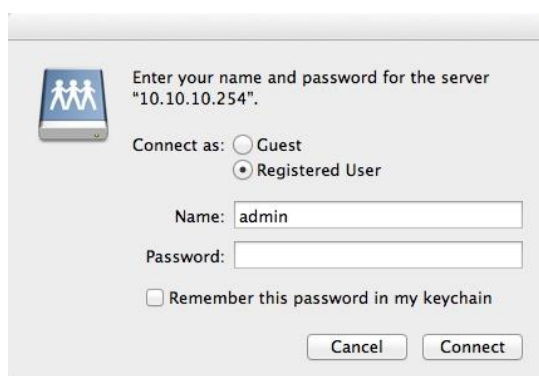 Enter your name and password for the server
“10.10.10.254”.
Connect as: Guest
Registered User
Name: admin
Password:
Remember this password in my keychain
Cancel Connect